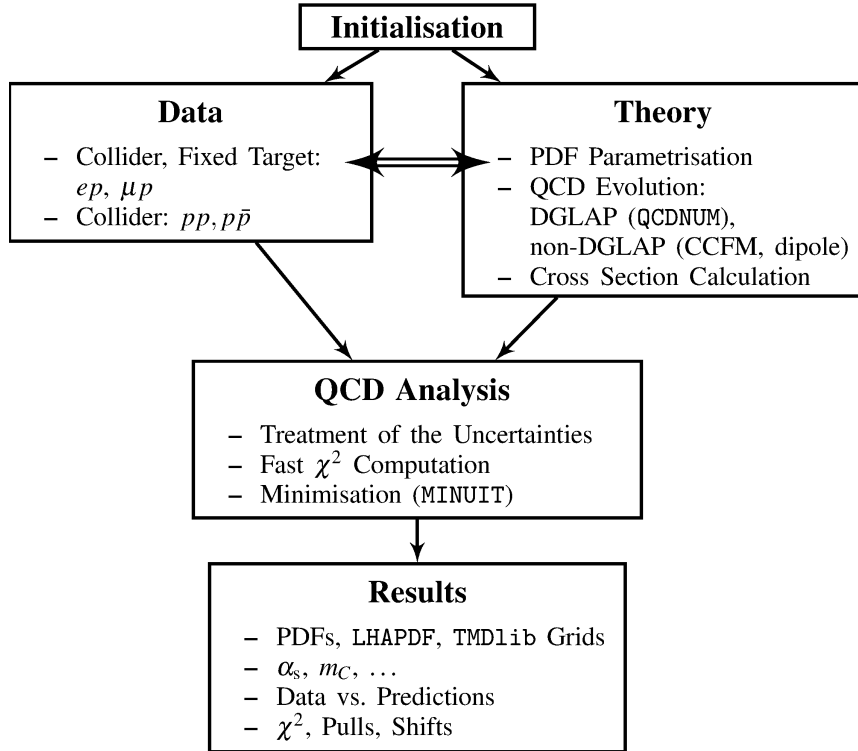 Initialisation
Data
– Collider, Fixed Target:
ep, μp
– Collider: pp, pp̄
Theory
– PDF Parametrisation
– QCD Evolution:
DGLAP (QCDNUM),
non-DGLAP (CCFM, dipole)
– Cross Section Calculation
QCD Analysis
– Treatment of the Uncertainties
– Fast χ² Computation
– Minimisation (MINUIT)
Results
– PDFs, LHAPDF, TMDlib Grids
– αₛ, m_C, …
– Data vs. Predictions
– χ², Pulls, Shifts